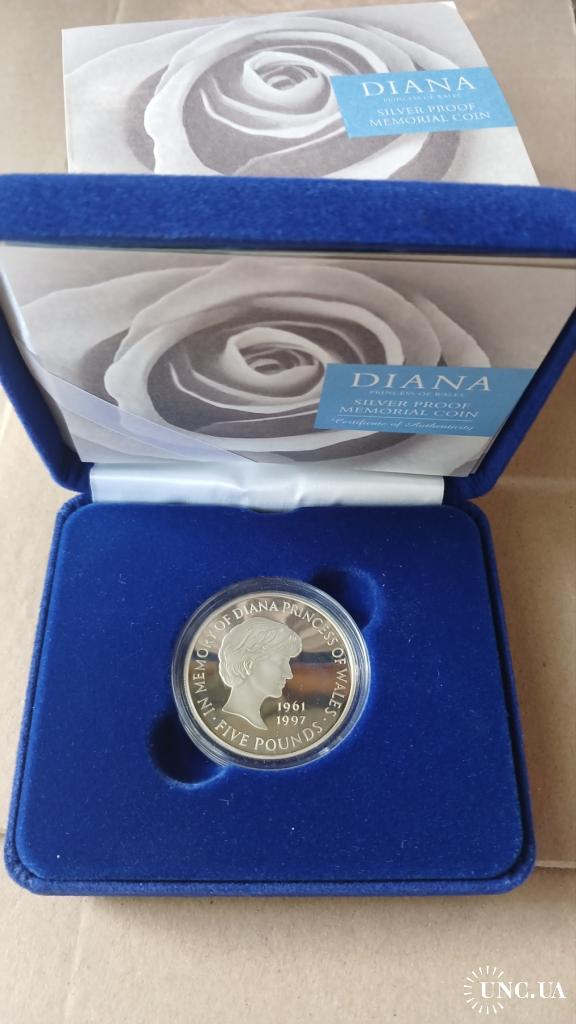 DIANA
PRINCESS OF WALES
SILVER PROOF
MEMORIAL COIN
DIANA
PRINCESS OF WALES
SILVER PROOF
MEMORIAL COIN
Certificate of Authenticity
IN MEMORY OF DIANA PRINCESS OF WALES
1961
1997
· FIVE POUNDS ·
UNC.UA